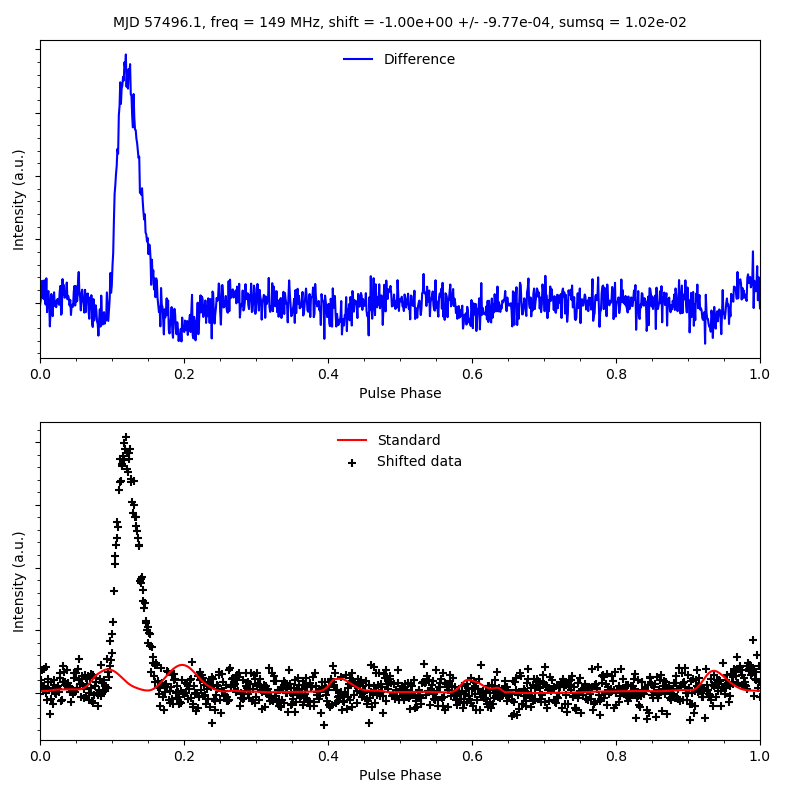 MJD 57496.1, freq = 149 MHz, shift = -1.00e+00 +/- -9.77e-04, sumsq = 1.02e-02
Difference
Intensity (a.u.)
0.0 0.2 0.4 0.6 0.8 1.0
Pulse Phase
Standard
Shifted data
Intensity (a.u.)
0.0 0.2 0.4 0.6 0.8 1.0
Pulse Phase